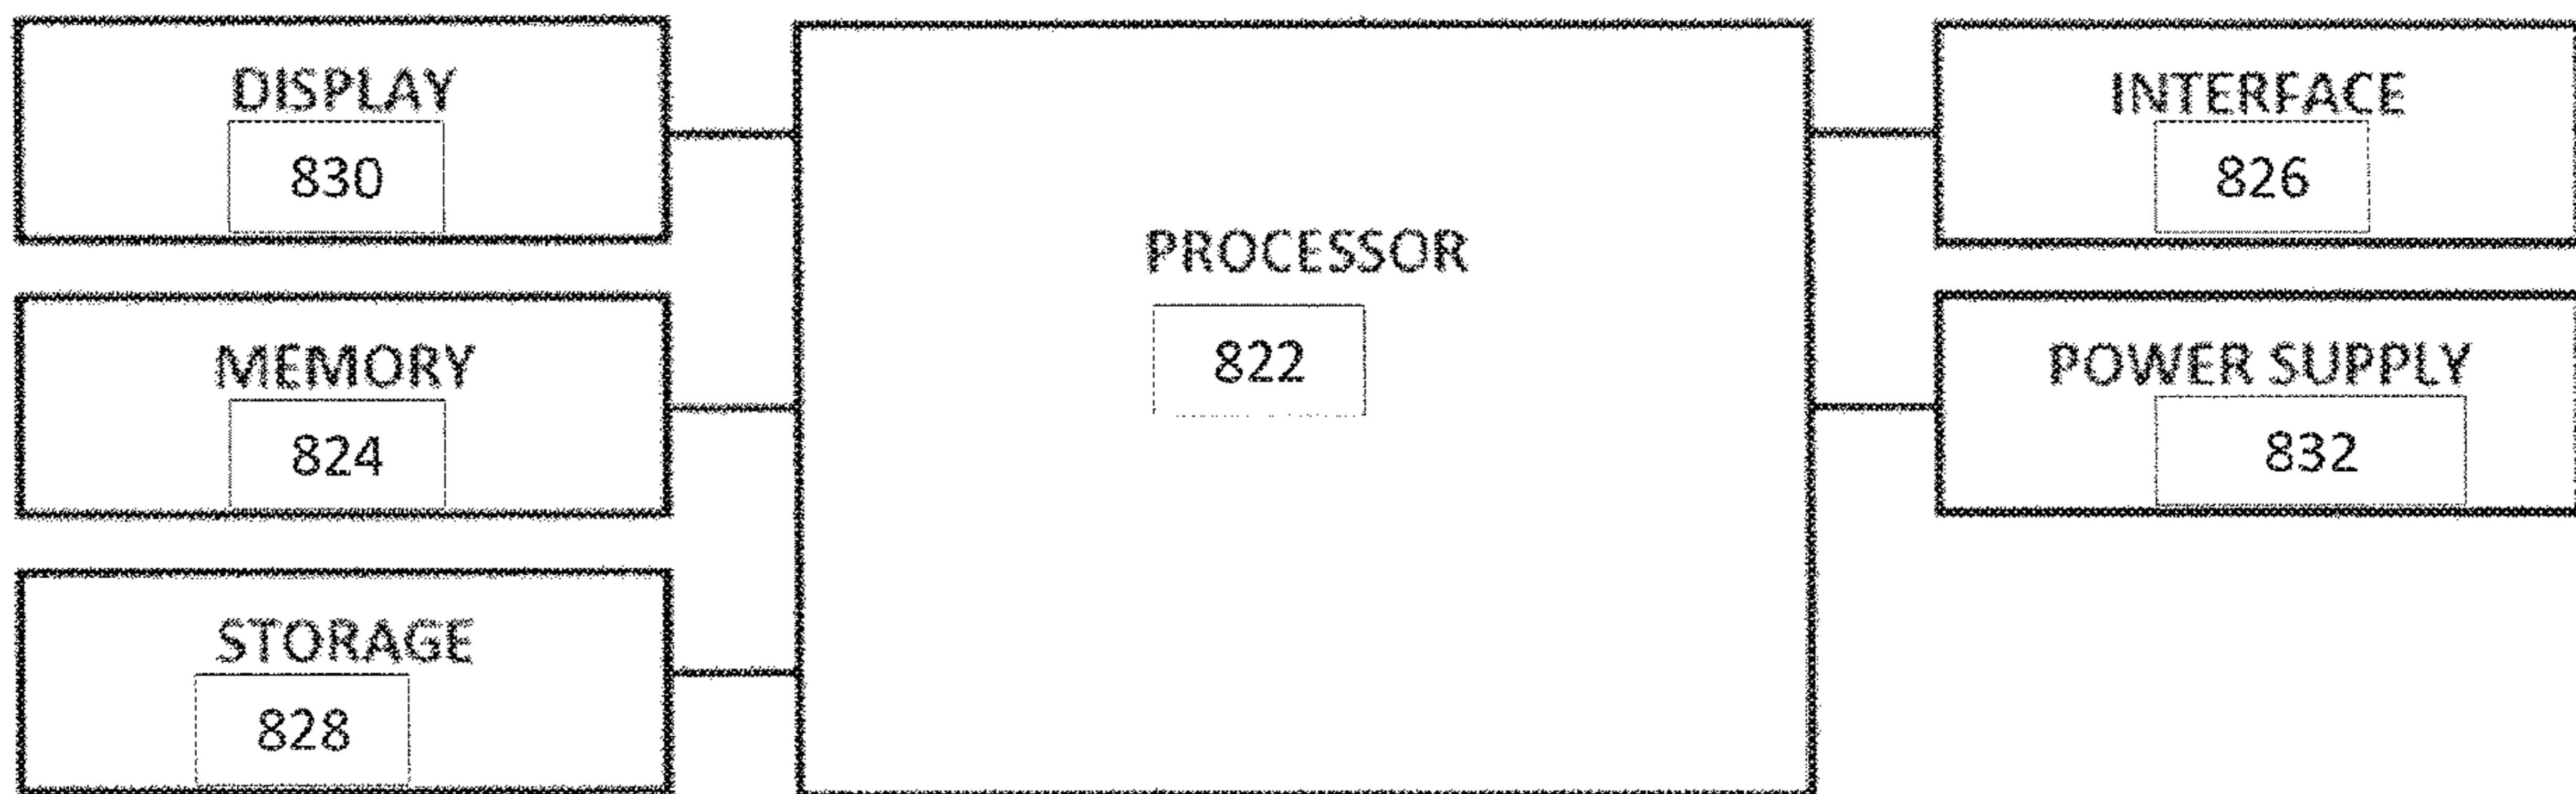 DISPLAY
830
MEMORY
824
STORAGE
828
PROCESSOR
822
INTERFACE
826
POWER SUPPLY
832